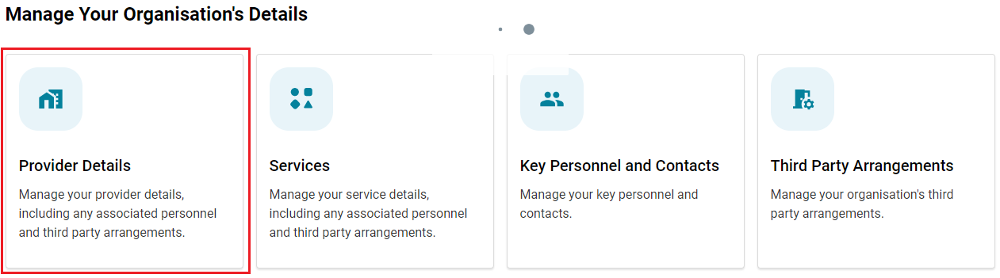 Manage Your Organisation's Details
Provider Details
Manage your provider details,
including any associated personnel
and third party arrangements.
Services
Manage your service details,
including any associated personnel
and third party arrangements.
Key Personnel and Contacts
Manage your key personnel and
contacts.
Third Party Arrangements
Manage your organisation's third
party arrangements.